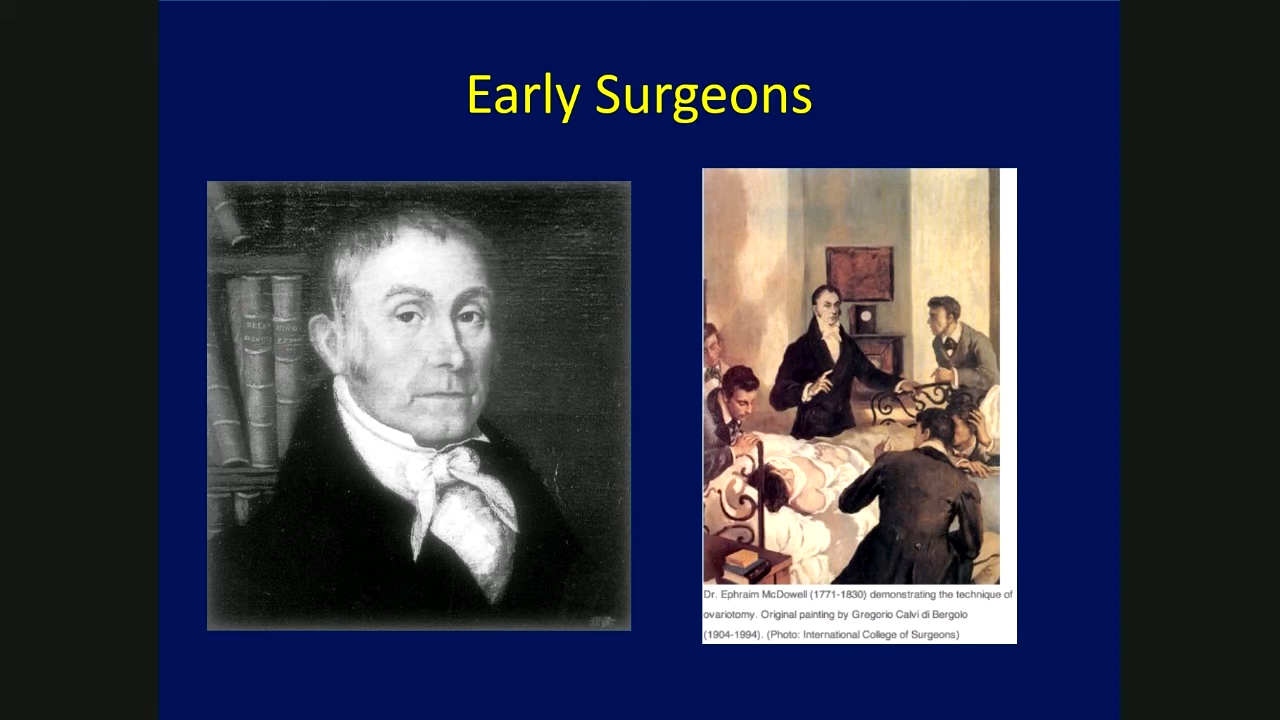 Early Surgeons
Dr. Ephraim McDowell (1771-1830) demonstrating the technique of
ovariotomy. Original painting by Gregorio Calvi di Bergolo
(1904-1994). (Photo: International College of Surgeons)